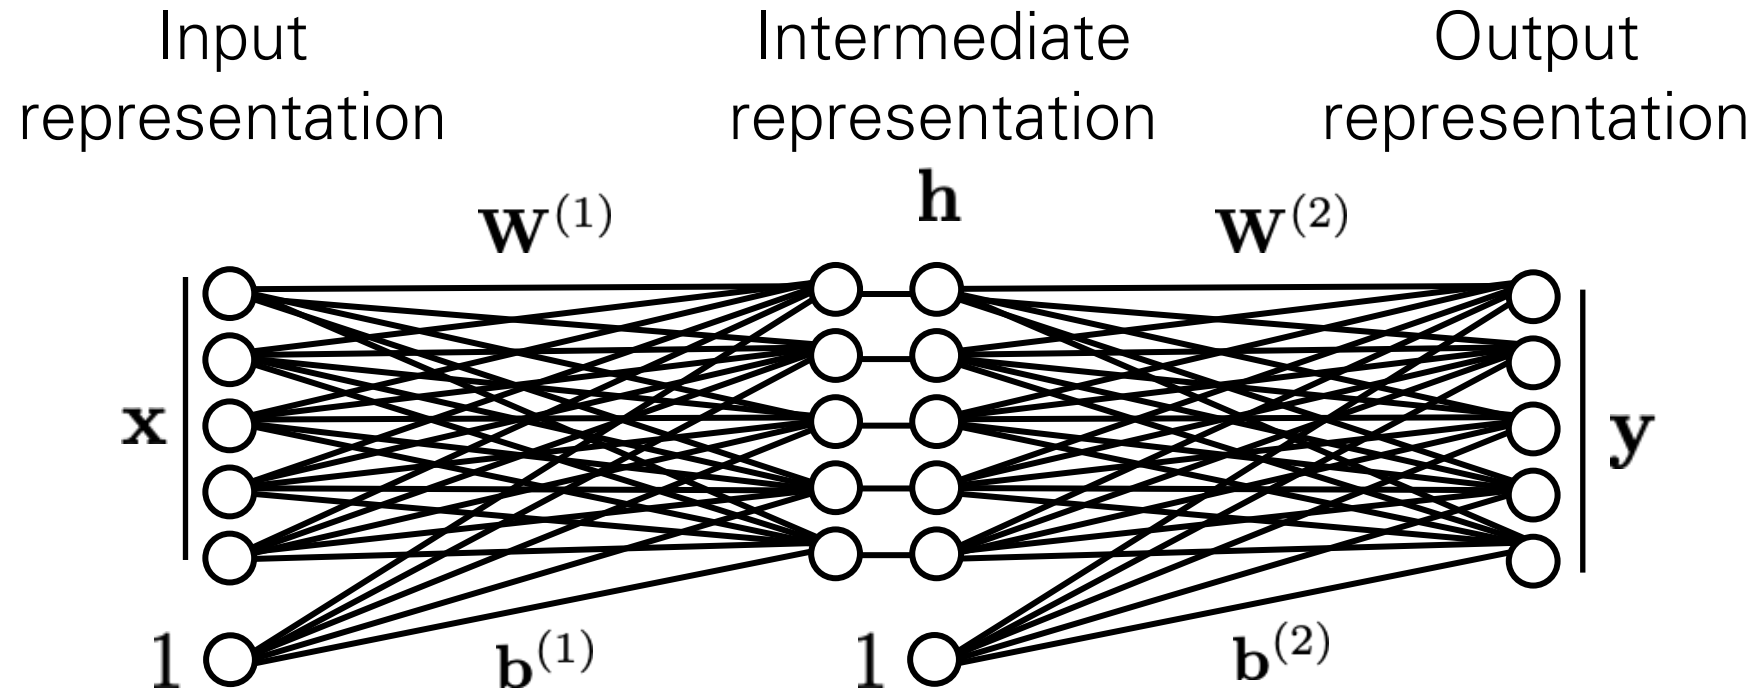 Input
representation
Intermediate
representation
Output
representation
h
W(1)
W(2)
x
y
1
b(1)
1
b(2)